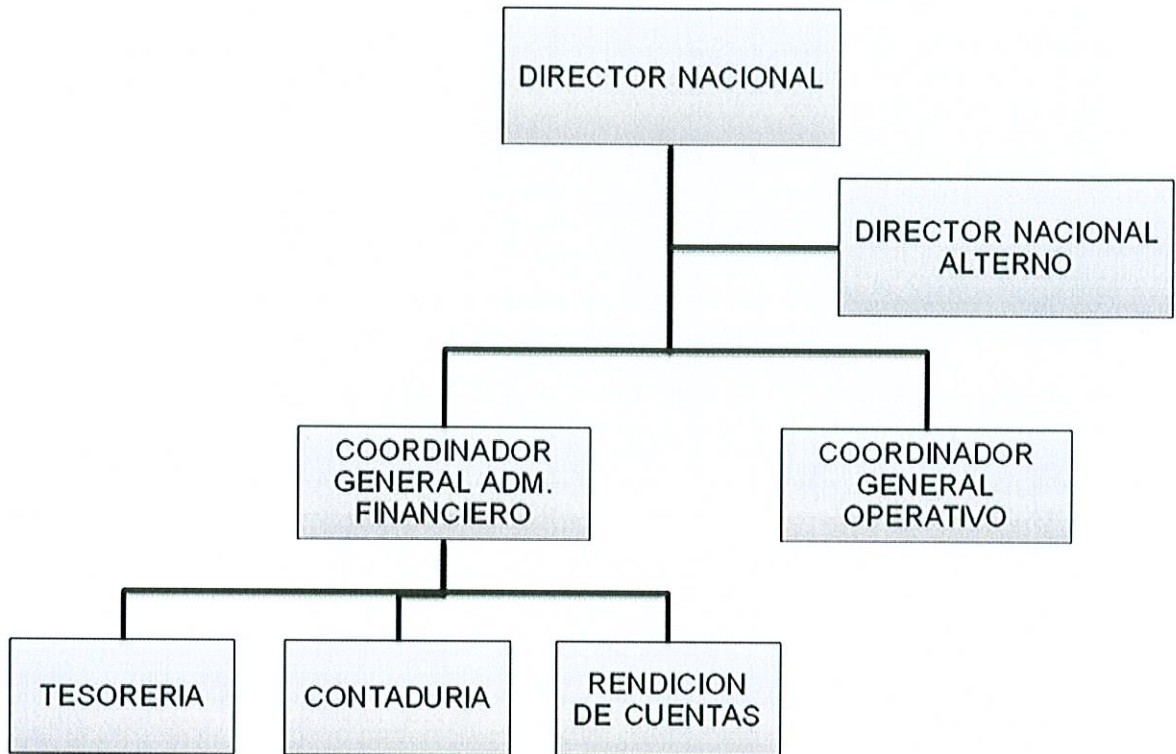 DIRECTOR NACIONAL
DIRECTOR NACIONAL
ALTERNO
COORDINADOR
GENERAL ADM.
FINANCIERO
COORDINADOR
GENERAL
OPERATIVO
TESORERIA
CONTADURIA
RENDICION
DE CUENTAS